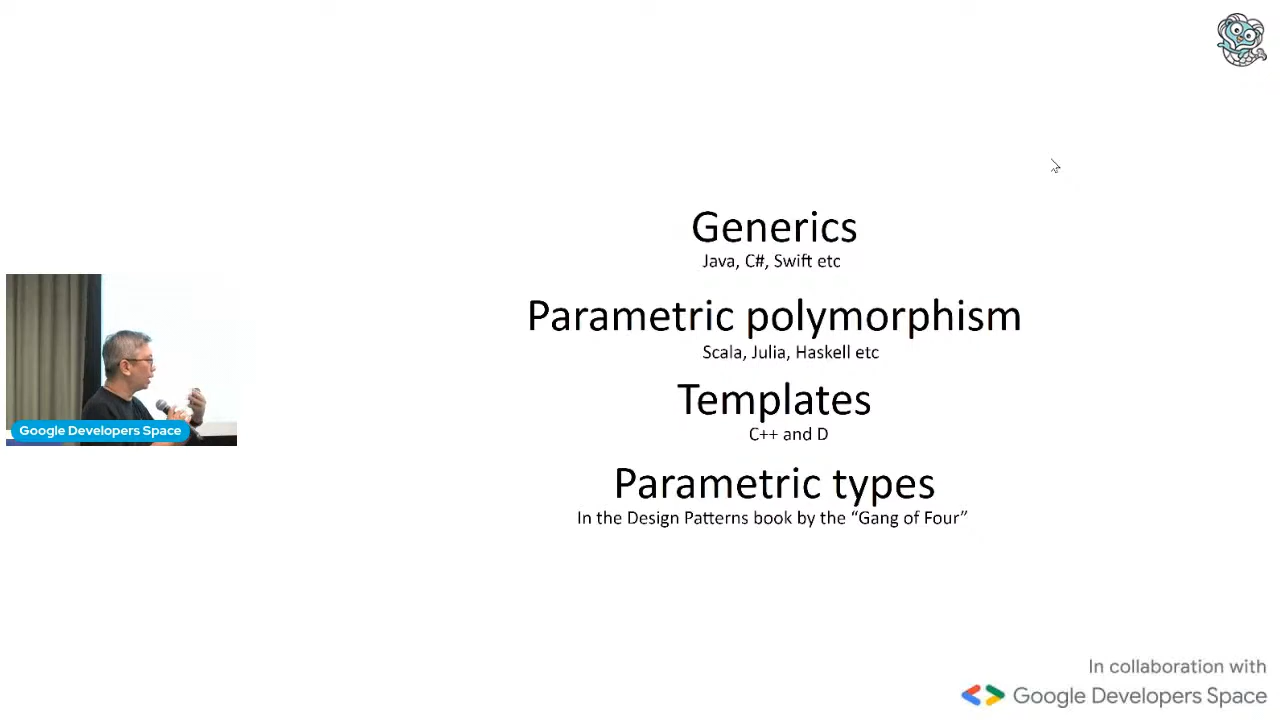 Generics
Java, C#, Swift etc
Parametric polymorphism
Scala, Julia, Haskell etc
Templates
C++ and D
Parametric types
In the Design Patterns book by the “Gang of Four”
Google Developers Space
In collaboration with
Google Developers Space